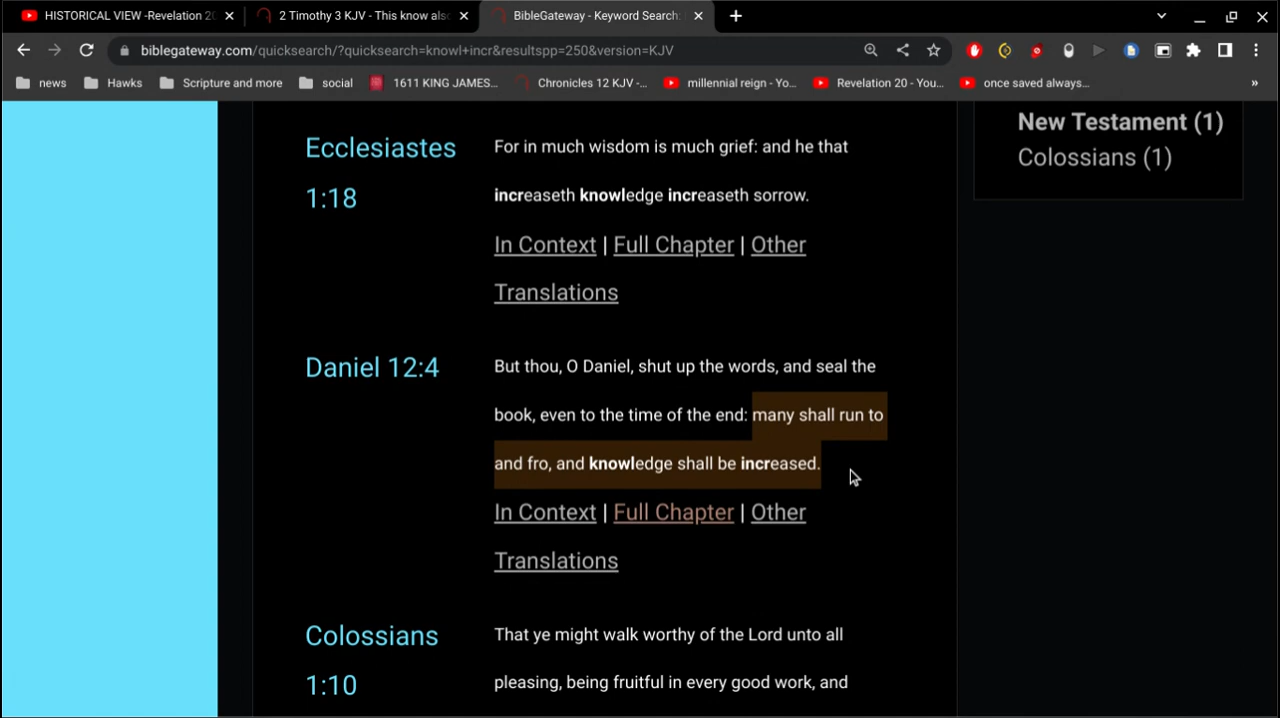 HISTORICAL VIEW -Revelation 20
2 Timothy 3 KJV - This know also
BibleGateway - Keyword Search:
biblegateway.com/quicksearch/?quicksearch=knowl+incr&resultspp=250&version=KJV
news
Hawks
Scripture and more
social
1611 KING JAMES...
Chronicles 12 KJV -...
millennial reign - Yo...
Revelation 20 - You...
once saved always...
»
New Testament (1)
Colossians (1)
Ecclesiastes
1:18
For in much wisdom is much grief: and he that
increaseth knowledge increaseth sorrow.
In Context | Full Chapter | Other
Translations
Daniel 12:4
But thou, O Daniel, shut up the words, and seal the
book, even to the time of the end: many shall run to
and fro, and knowledge shall be increased.
In Context | Full Chapter | Other
Translations
Colossians
1:10
That ye might walk worthy of the Lord unto all
pleasing, being fruitful in every good work, and